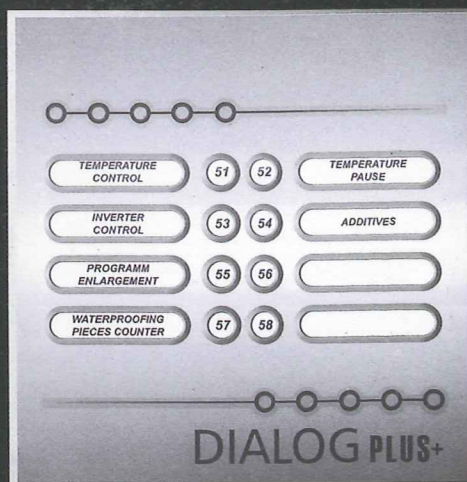 TEMPERATURE
CONTROL
51
52
TEMPERATURE
PAUSE
INVERTER
CONTROL
53
54
ADDITIVES
PROGRAMM
ENLARGEMENT
55
56
WATERPROOFING
PIECES COUNTER
57
58
DIALOG PLUS+